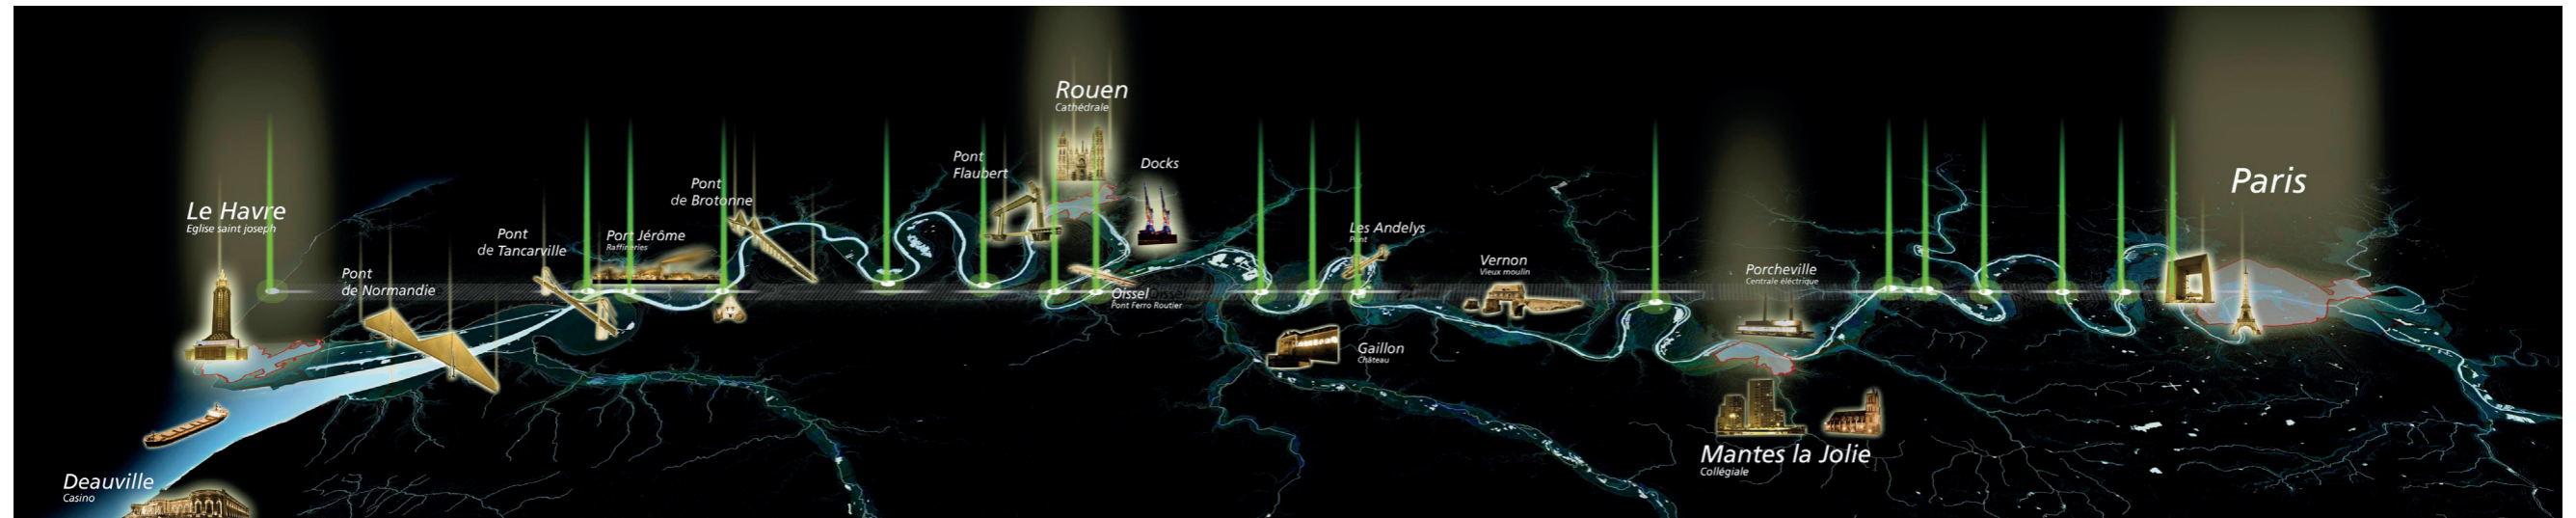 Le Havre
Eglise saint joseph
Deauville
Casino
Pont
de Normandie
Pont
de Tancarville
Port Jérôme
Raffineries
Pont
de Brotonne
Pont
Flaubert
Rouen
Cathédrale
Docks
Oissel
Pont Ferro Routier
Les Andelys
Pont
Gaillon
Château
Vernon
Vieux moulin
Porcheville
Centrale éléctrique
Mantes la Jolie
Collégiale
Paris